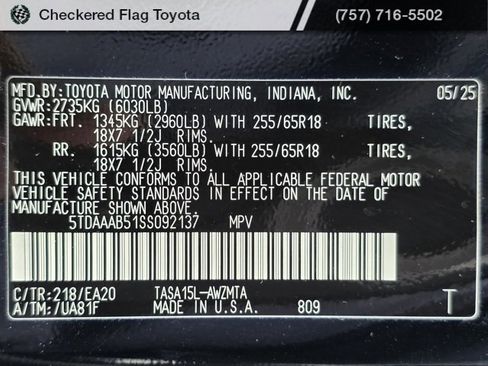 Checkered Flag Toyota (757) 716-5502
MFD.BY:TOYOTA MOTOR MANUFACTURING, INDIANA, INC. 05/25
GVWR:2735KG (6030LB)
GAWR:FRT. 1345KG (2960LB) WITH 255/65R18 TIRES,
18X7 1/2J RIMS.
RR. 1615KG (3560LB) WITH 255/65R18 TIRES,
18X7 1/2J RIMS.
THIS VEHICLE CONFORMS TO ALL APPLICABLE FEDERAL MOTOR
VEHICLE SAFETY STANDARDS IN EFFECT ON THE DATE OF
MANUFACTURE SHOWN ABOVE.
5TDAAAB51SS092137 MPV
C/TR:218/EA20 TASA15L-AWZMTA
A/TM:/UA81F MADE IN U.S.A. 809 T